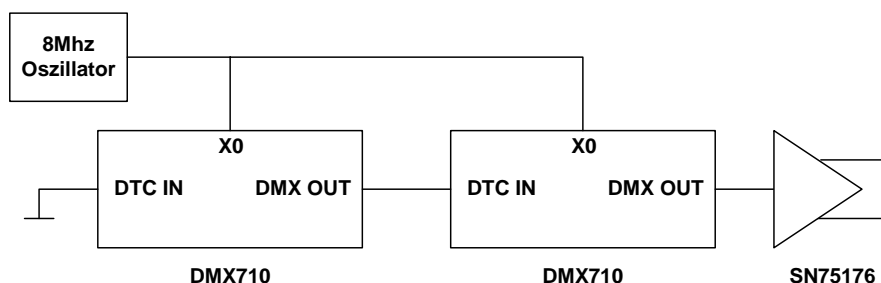 8Mhz
Oszillator
X0
X0
DTC IN
DMX OUT
DTC IN
DMX OUT
DMX710
DMX710
SN75176